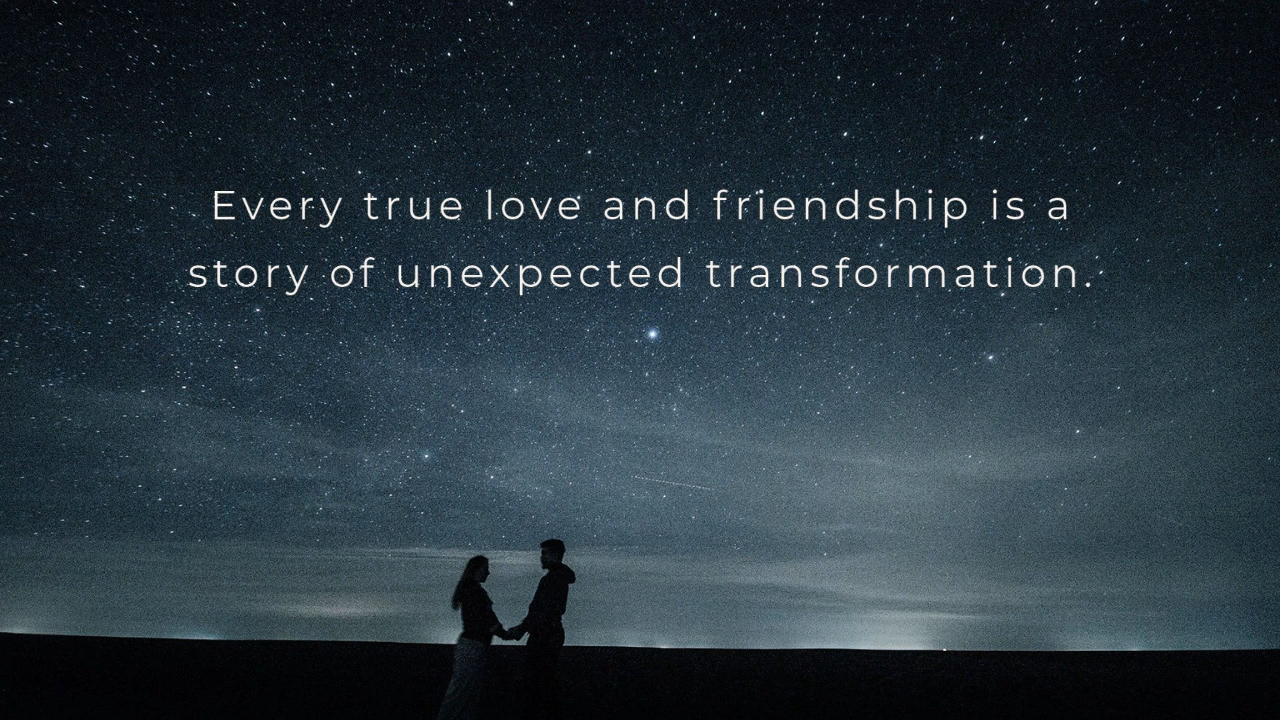 Every true love and friendship is a
story of unexpected transformation.